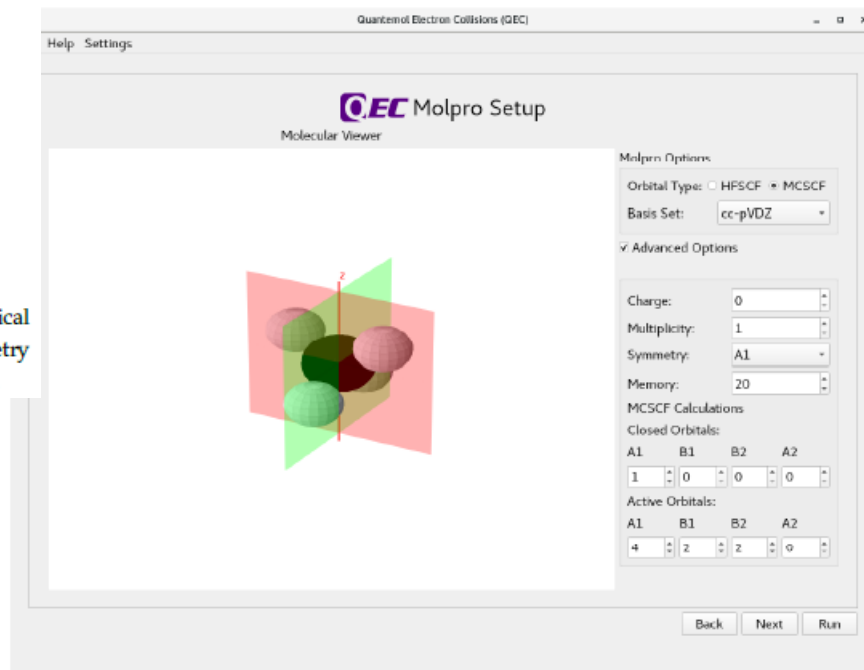 Quantemol Electron Collisions (QEC)
Help Settings
QEC Molpro Setup
Molecular Viewer
z
ical
etry
Molpro Options
Orbital Type: HFSCF MCSCF
Basis Set: cc-pVDZ
Advanced Options
Charge: 0
Multiplicity: 1
Symmetry: A1
Memory: 20
MCSCF Calculations
Closed Orbitals:
A1 B1 B2 A2
1 0 0 0
Active Orbitals:
A1 B1 B2 A2
4 2 2 0
Back Next Run